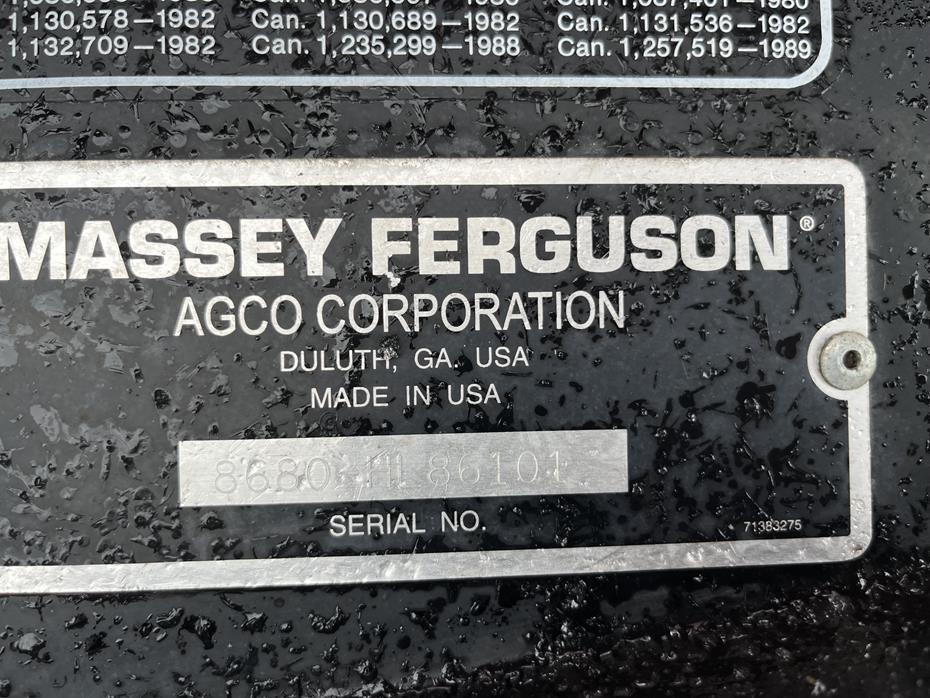 1,130,578–1982 Can. 1,130,689–1982 Can. 1,131,536–1982
1,132,709–1982 Can. 1,235,299–1988 Can. 1,257,519–1989
MASSEY FERGUSON®
AGCO CORPORATION
DULUTH, GA. USA
MADE IN USA
86101
SERIAL NO.
71383275